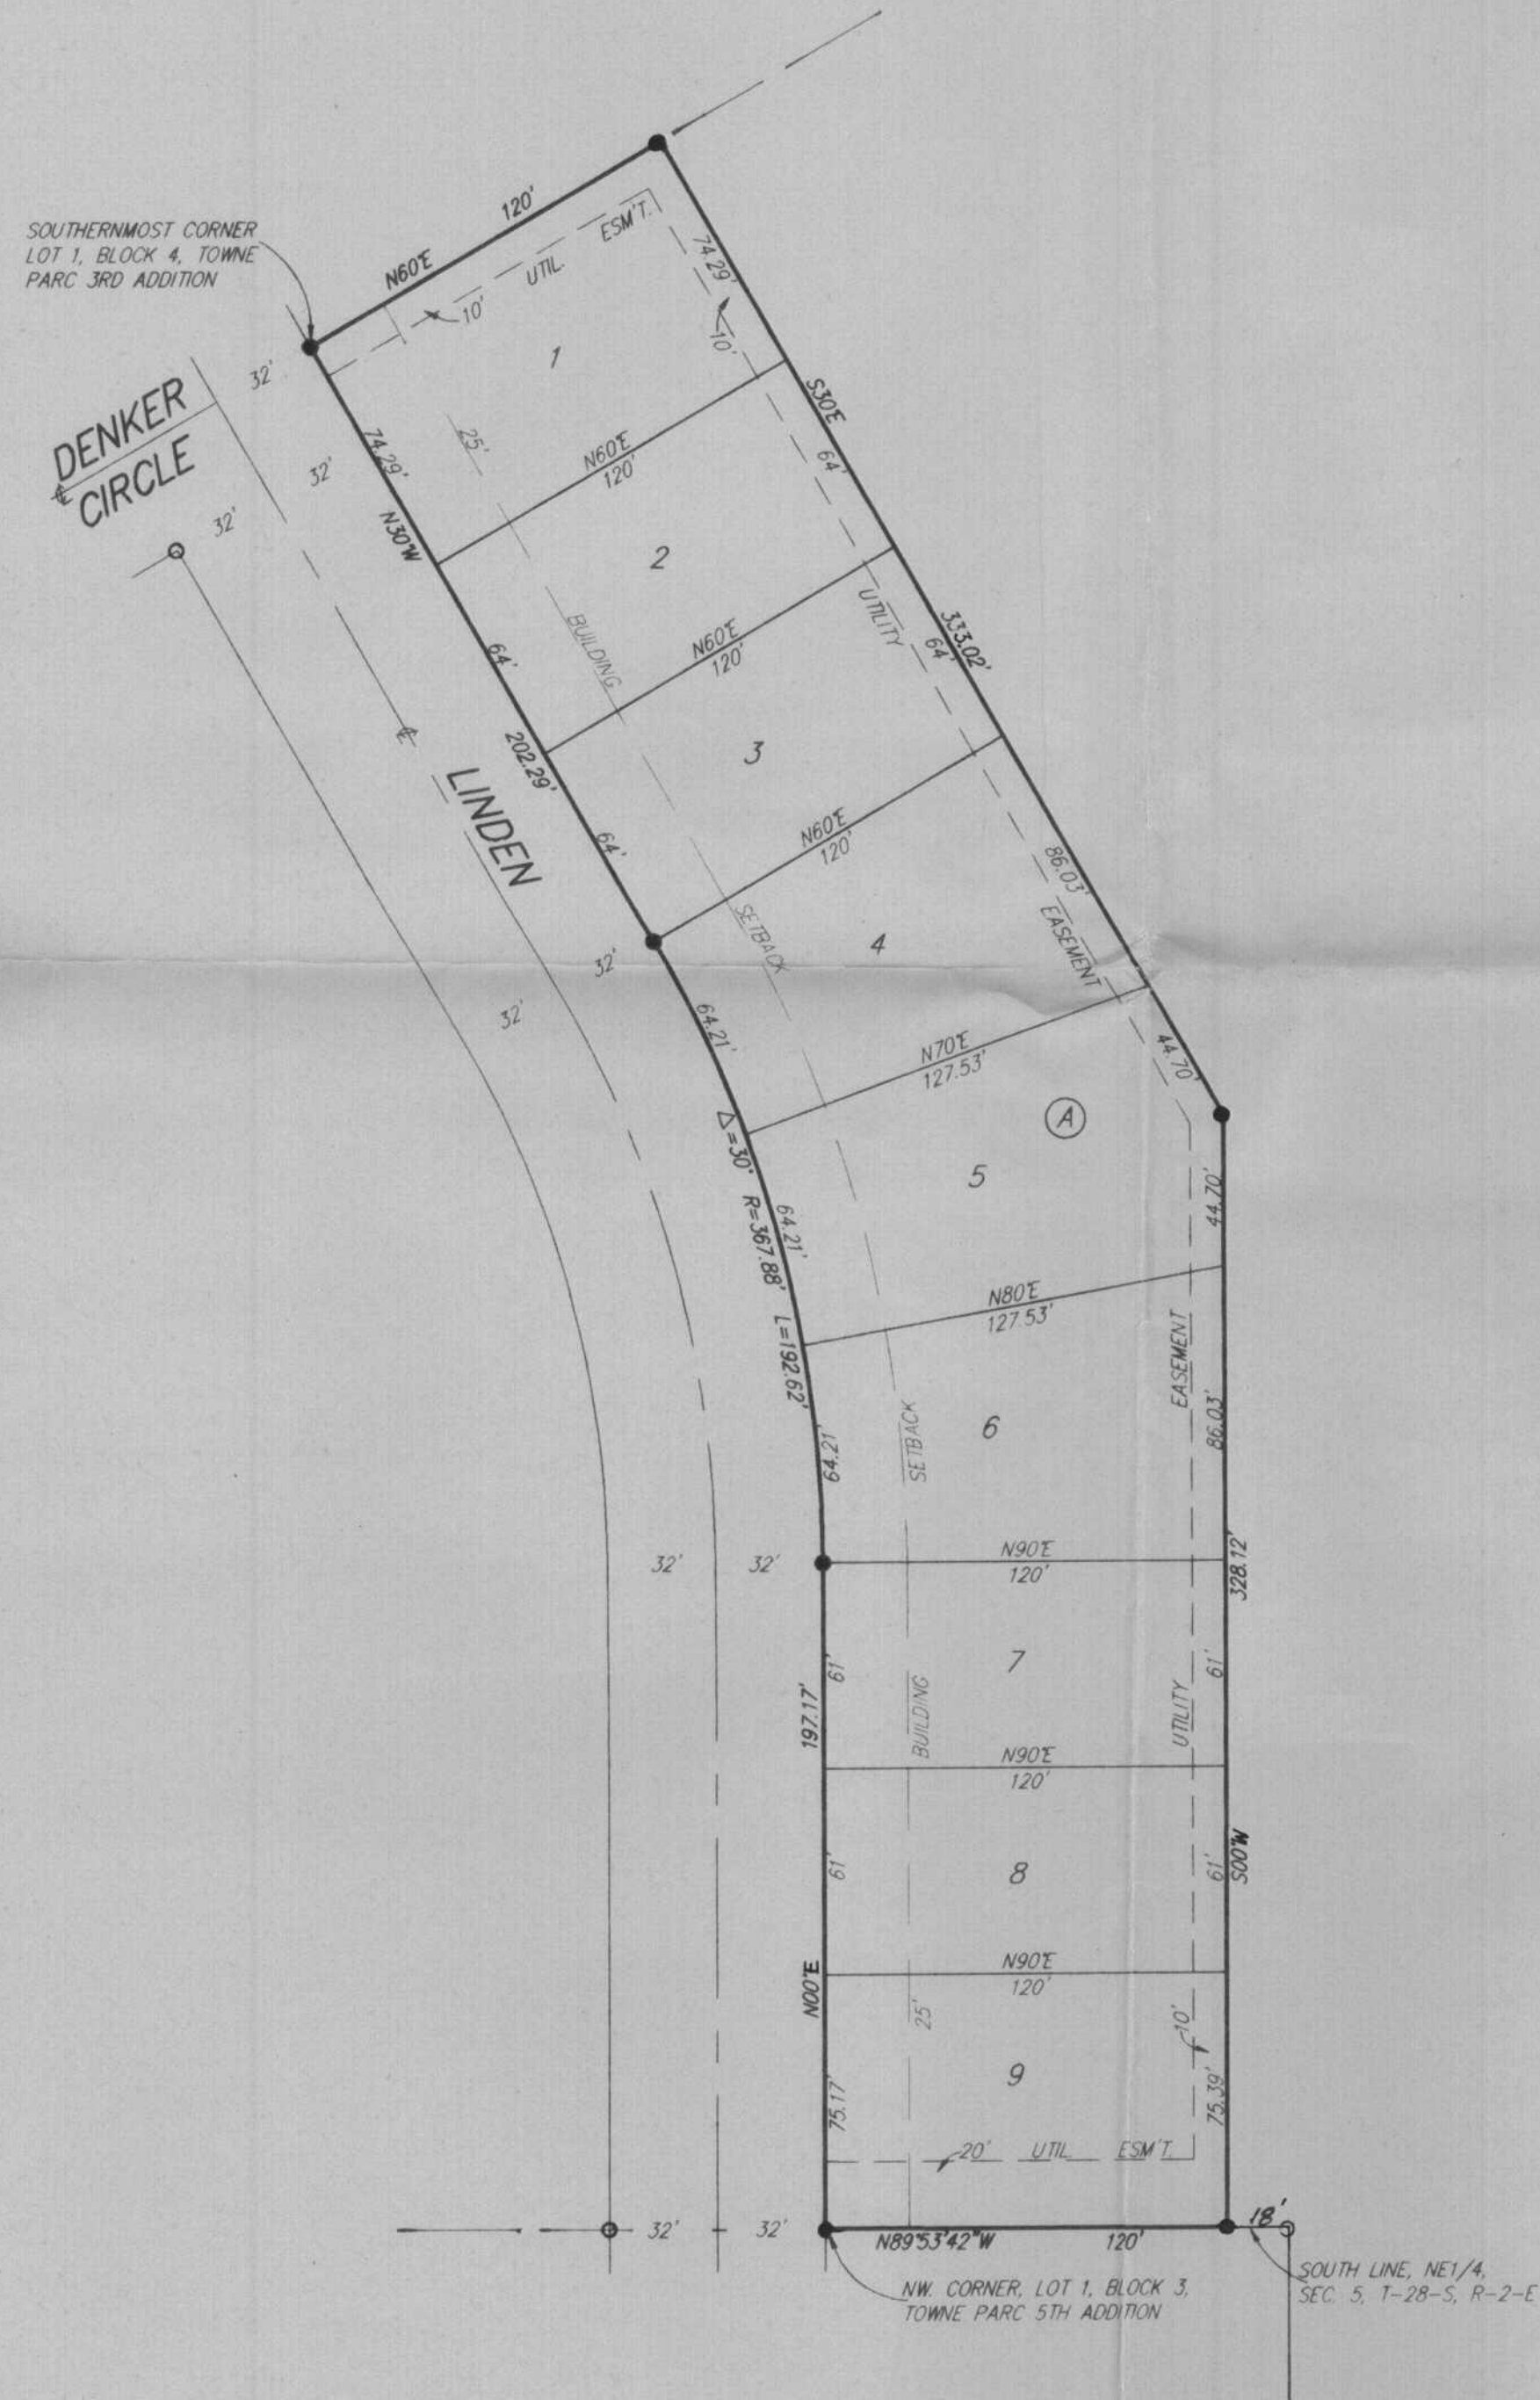 SOUTHERNMOST CORNER
LOT 1, BLOCK 4, TOWNE
PARC 3RD ADDITION
N60°E
120'
UTIL.
ESM'T.
10'
74.29'
10'
1
32'
DENKER
CIRCLE
℄
32'
32'
74.29'
25'
N60°E
120'
S30°E
64'
N30°W
2
BUILDING
UTILITY
N60°E
120'
333.02'
64'
64'
202.29'
℄
LINDEN
3
64'
N60°E
120'
86.03'
EASEMENT
SETBACK
4
32'
32'
64.21'
N70°E
127.53'
44.70'
A
Δ=30° R=367.88' L=192.62'
5
44.70'
64.21'
N80°E
127.53'
EASEMENT
SETBACK
6
86.03'
64.21'
32'
32'
N90°E
120'
328.12'
197.17'
61'
7
61'
BUILDING
UTILITY
N90°E
120'
61'
8
61'
S00°W
N00°E
N90°E
120'
25'
10'
9
75.17'
75.39'
20' UTIL. ESM'T.
32'
32'
N89°53'42"W
120'
18'
NW. CORNER, LOT 1, BLOCK 3,
TOWNE PARC 5TH ADDITION
SOUTH LINE, NE1/4,
SEC. 5, T-28-S, R-2-E